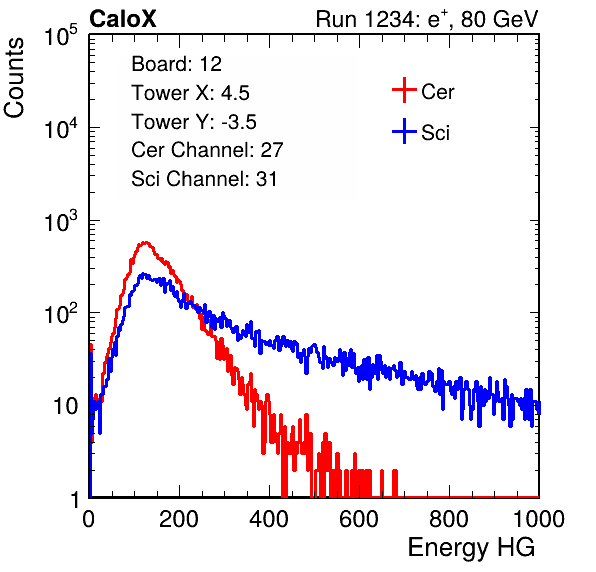 CaloX Run 1234: e⁺, 80 GeV
Counts
10⁵
10⁴
10³
10²
10
1
Board: 12
Tower X: 4.5
Tower Y: -3.5
Cer Channel: 27
Sci Channel: 31
Cer
Sci
0 200 400 600 800 1000
Energy HG